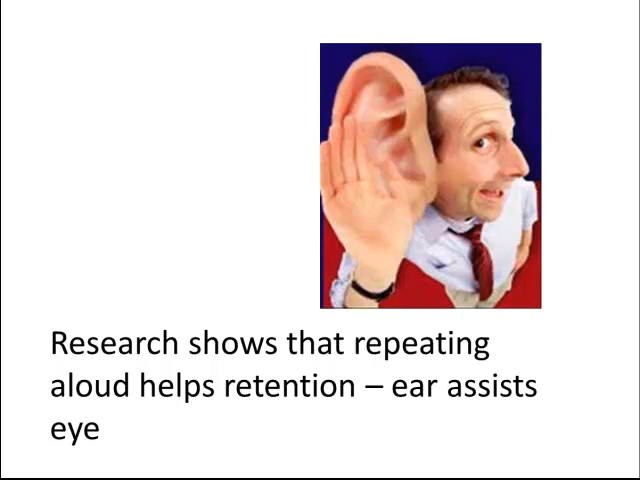 Research shows that repeating
aloud helps retention – ear assists
eye